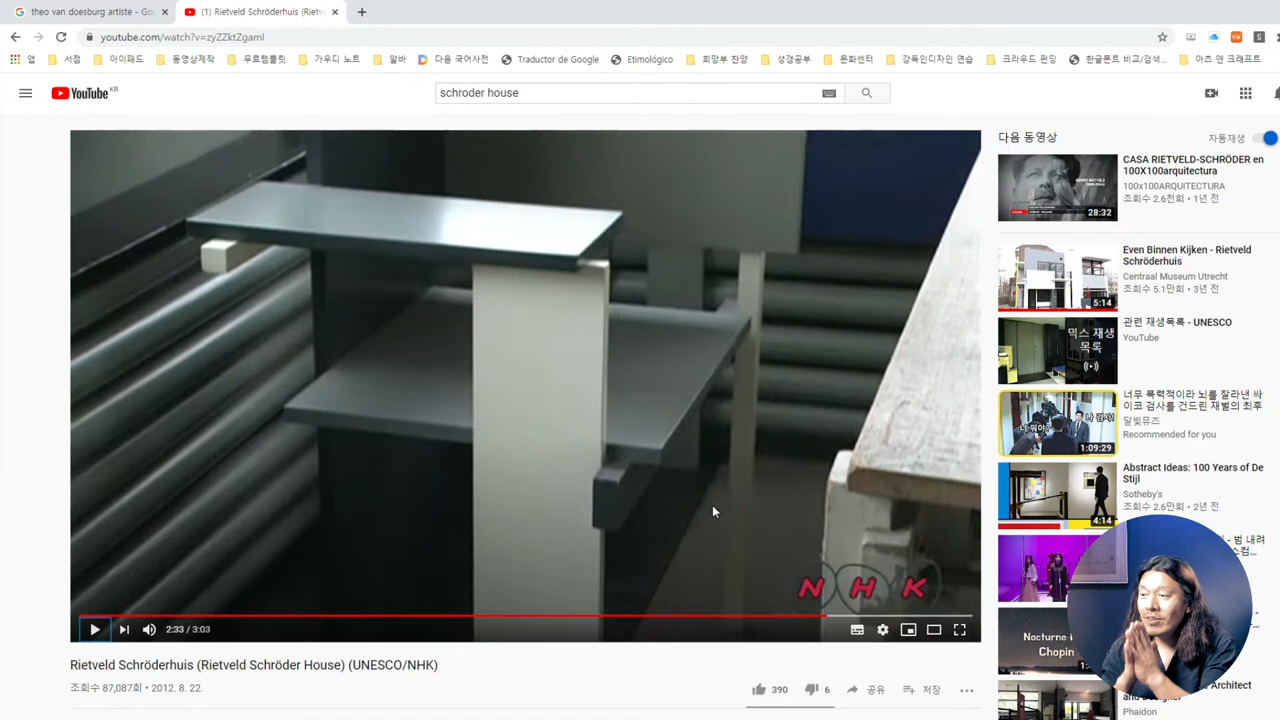 theo van doesburg artiste - Go
(1) Rietveld Schröderhuis (Rietv
youtube.com/watch?v=zyZZktZgamI
앱
서점
아이패드
동영상제작
무료템플릿
가우디 노트
알바
다음 국어사전
Traductor de Google
Etimológico
희망부 찬양
성경공부
문화센터
강독인디자인 연습
크라우드 펀딩
한글폰트 비교/검색...
아즈 앤 크래프트
YouTube KR
schroder house
NHK
2:33 / 3:03
Rietveld Schröderhuis (Rietveld Schröder House) (UNESCO/NHK)
조회수 87,087회 • 2012. 8. 22.
390
6
공유
저장
다음 동영상
자동재생
28:32
CASA RIETVELD-SCHRÖDER en
100X100arquitectura
100x100ARQUITECTURA
조회수 2.6천회 • 1년 전
5:14
Even Binnen Kijken - Rietveld
Schröderhuis
Centraal Museum Utrecht
조회수 5.1만회 • 3년 전
믹스 재생
목록
관련 재생목록 - UNESCO
YouTube
너 뭐야?
나 검사!
1:09:29
너무 폭력적이라 뇌를 잘라낸 싸
이코 검사를 건드린 재벌의 최후
달빛뮤즈
Recommended for you
4:14
Abstract Ideas: 100 Years of De
Stijl
Sotheby's
조회수 2.6만회 • 2년 전
- 범 내려
Nocturne
Chopin
Architect
Phaidon